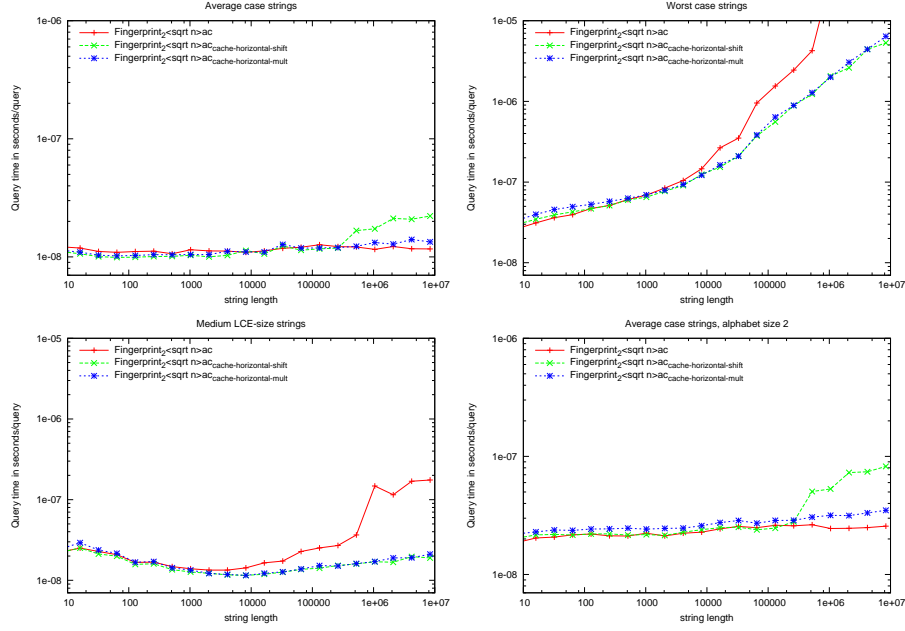 Average case strings
1e-06
1e-07
1e-08
Query time in seconds/query
Fingerprint2<sqrt n>ac
Fingerprint2<sqrt n>accache-horizontal-shift
Fingerprint2<sqrt n>accache-horizontal-mult
10 100 1000 10000 100000 1e+06 1e+07
string length
Worst case strings
1e-05
1e-06
1e-07
1e-08
Query time in seconds/query
Fingerprint2<sqrt n>ac
Fingerprint2<sqrt n>accache-horizontal-shift
Fingerprint2<sqrt n>accache-horizontal-mult
10 100 1000 10000 100000 1e+06 1e+07
string length
Medium LCE-size strings
1e-05
1e-06
1e-07
1e-08
Query time in seconds/query
Fingerprint2<sqrt n>ac
Fingerprint2<sqrt n>accache-horizontal-shift
Fingerprint2<sqrt n>accache-horizontal-mult
10 100 1000 10000 100000 1e+06 1e+07
string length
Average case strings, alphabet size 2
1e-06
1e-07
1e-08
Query time in seconds/query
Fingerprint2<sqrt n>ac
Fingerprint2<sqrt n>accache-horizontal-shift
Fingerprint2<sqrt n>accache-horizontal-mult
10 100 1000 10000 100000 1e+06 1e+07
string length